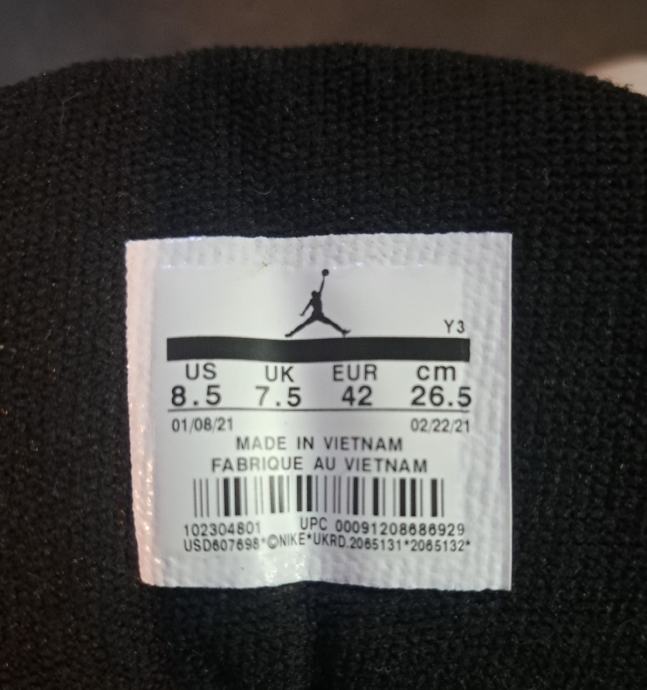 Y3
US UK EUR cm
8.5 7.5 42 26.5
01/08/21 02/22/21
MADE IN VIETNAM
FABRIQUE AU VIETNAM
102304801 UPC 00091208686929
USD607698*©NIKE*UKRD.2065131*2065132*